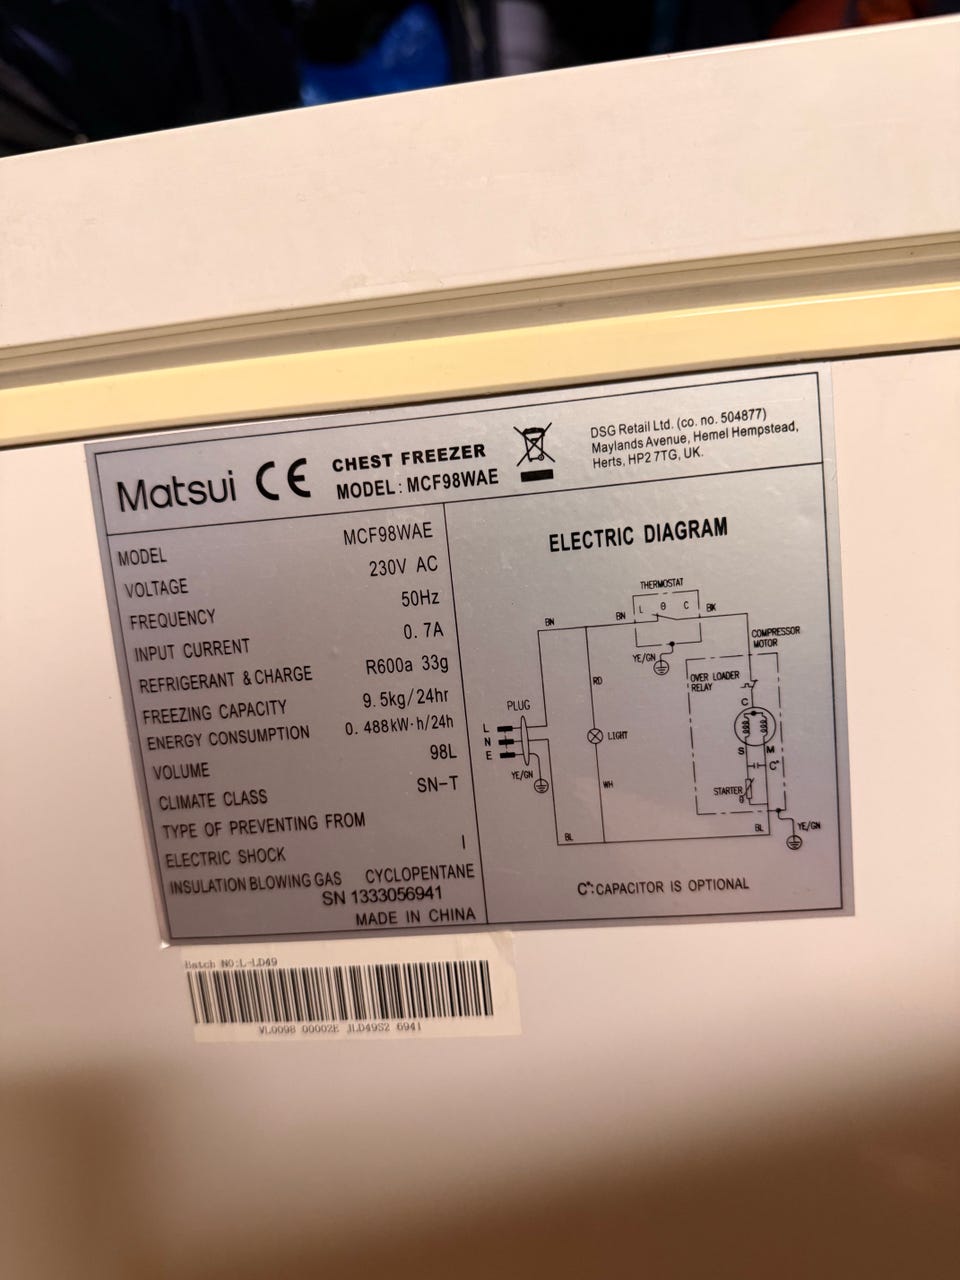 Matsui CE
CHEST FREEZER
MODEL: MCF98WAE
DSG Retail Ltd. (co. no. 504877)
Maylands Avenue, Hemel Hempstead,
Herts, HP2 7TG, UK.
MODEL MCF98WAE
VOLTAGE 230V AC
FREQUENCY 50Hz
INPUT CURRENT 0.7A
REFRIGERANT & CHARGE R600a 33g
FREEZING CAPACITY 9.5kg/24hr
ENERGY CONSUMPTION 0.488kW·h/24h
VOLUME 98L
CLIMATE CLASS SN-T
TYPE OF PREVENTING FROM
ELECTRIC SHOCK I
INSULATION BLOWING GAS CYCLOPENTANE
SN 1333056941
MADE IN CHINA
ELECTRIC DIAGRAM
THERMOSTAT
BN
BN
L θ C
BK
COMPRESSOR
MOTOR
YE/GN
RD
OVER LOADER
RELAY
C
PLUG
L
N
E
LIGHT
S M
C*
YE/GN
WH
STARTER
θ
BL
BL
YE/GN
C*:CAPACITOR IS OPTIONAL
Batch NO:L-LD49
VL0098 00002E JLD49S2 6941